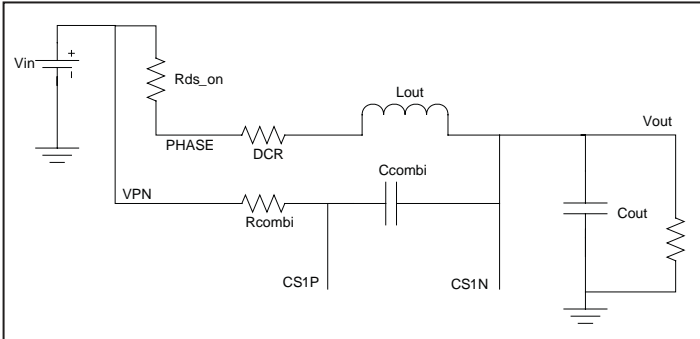 Vin
+
Rds_on
Lout
PHASE
DCR
Vout
Ccombi
VPN
Rcombi
Cout
CS1P
CS1N